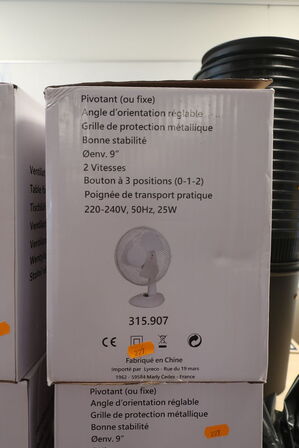 Pivotant (ou fixe)
Angle d'orientation réglable
Grille de protection métallique
Bonne stabilité
Øenv. 9"
2 Vitesses
Bouton à 3 positions (0-1-2)
Poignée de transport pratique
220-240V, 50Hz, 25W
315.907
CE
Fabriqué en Chine
Importé par Lyreco - Rue du 19 mars
1962 - 59584 Marly Cedex - France
Pivotant (ou fixe)
Angle d'orientation réglable
Grille de protection métallique
Bonne stabilité
Øenv. 9"